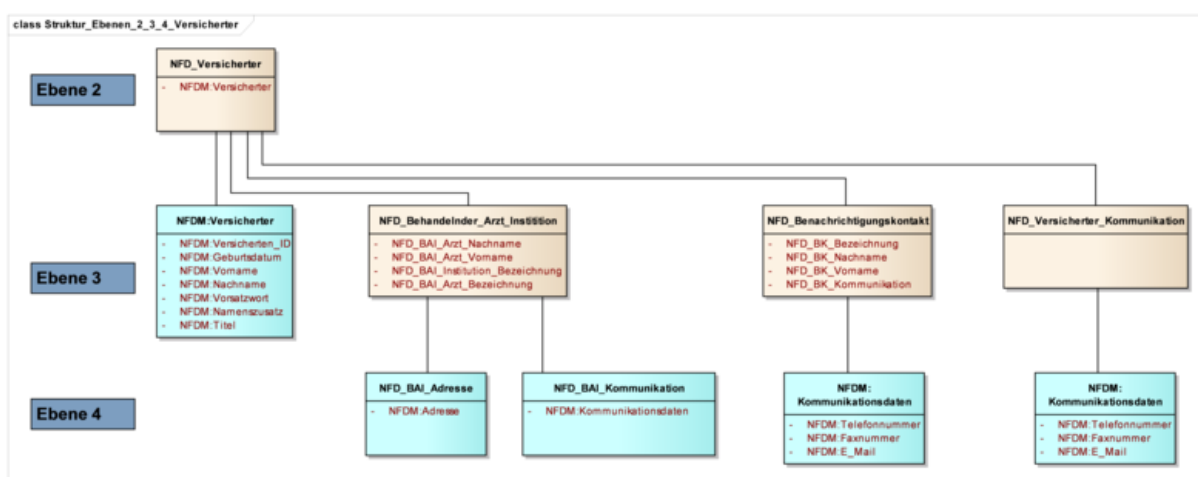 class Struktur_Ebenen_2_3_4_Versicherter
Ebene 2
NFD_Versicherter
- NFDM:Versicherter
Ebene 3
NFDM:Versicherter
- NFDM:Versicherten_ID
- NFDM:Geburtsdatum
- NFDM:Vorname
- NFDM:Nachname
- NFDM:Vorsatzwort
- NFDM:Namenszusatz
- NFDM:Titel
NFD_Behandelnder_Arzt_Institition
- NFD_BAI_Arzt_Nachname
- NFD_BAI_Arzt_Vorname
- NFD_BAI_Institution_Bezeichnung
- NFD_BAI_Arzt_Bezeichnung
NFD_Benachrichtigungskontakt
- NFD_BK_Bezeichnung
- NFD_BK_Nachname
- NFD_BK_Vorname
- NFD_BK_Kommunikation
NFD_Versicherter_Kommunikation
Ebene 4
NFD_BAI_Adresse
- NFDM:Adresse
NFD_BAI_Kommunikation
- NFDM:Kommunikationsdaten
NFDM:
Kommunikationsdaten
- NFDM:Telefonnummer
- NFDM:Faxnummer
- NFDM:E_Mail
NFDM:
Kommunikationsdaten
- NFDM:Telefonnummer
- NFDM:Faxnummer
- NFDM:E_Mail